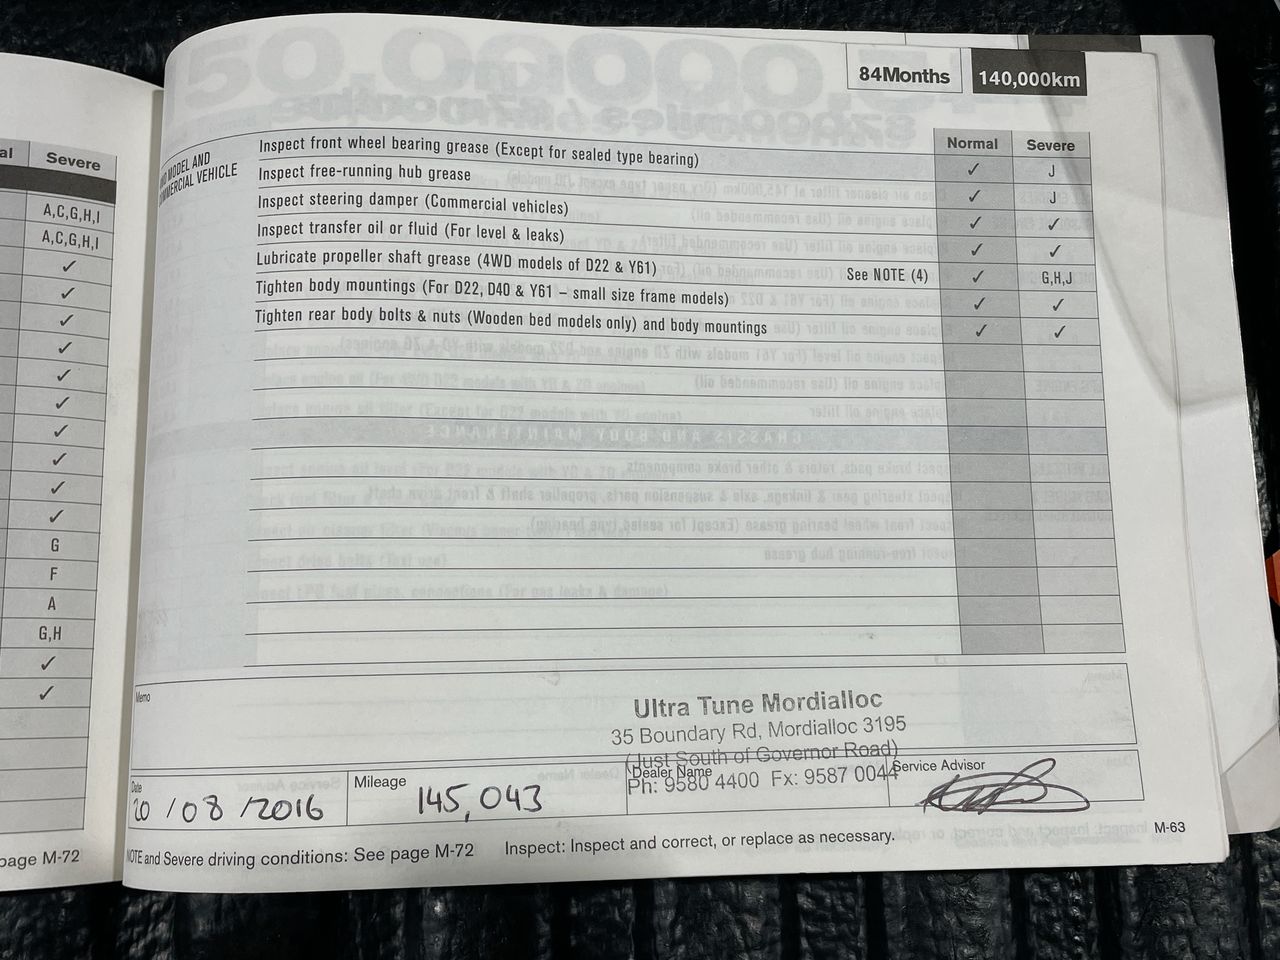 84Months 140,000km
Normal Severe
4WD MODEL AND
COMMERCIAL VEHICLE
Inspect front wheel bearing grease (Except for sealed type bearing) ✓ J
Inspect free-running hub grease ✓ J
Inspect steering damper (Commercial vehicles) ✓ ✓
Inspect transfer oil or fluid (For level & leaks) ✓ ✓
Lubricate propeller shaft grease (4WD models of D22 & Y61) See NOTE (4) ✓ G,H,J
Tighten body mountings (For D22, D40 & Y61 – small size frame models) ✓ ✓
Tighten rear body bolts & nuts (Wooden bed models only) and body mountings ✓ ✓
Memo
Ultra Tune Mordialloc
35 Boundary Rd, Mordialloc 3195
(Just South of Governor Road)
Ph: 9580 4400 Fx: 9587 0044
Date
20/08/2016
Mileage
145,043
Dealer Name
Service Advisor
NOTE and Severe driving conditions: See page M-72 Inspect: Inspect and correct, or replace as necessary.
M-63
Severe
A,C,G,H,I
A,C,G,H,I
✓
✓
✓
✓
✓
✓
✓
✓
✓
✓
G
F
A
G,H
✓
✓
page M-72